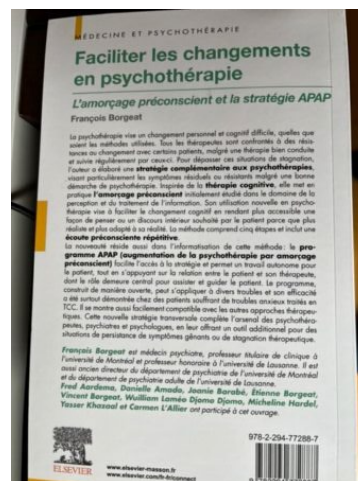 MÉDECINE ET PSYCHOTHÉRAPIE
Faciliter les changements
en psychothérapie
L'amorçage préconscient et la stratégie APAP
François Borgeat
La psychothérapie vise un changement personnel et cognitif difficile, quelles que
soient les méthodes utilisées. Tous les thérapeutes sont confrontés à des résis-
tances au changement avec certains patients, malgré une thérapie bien conduite
et suivie régulièrement par ceux-ci. Pour dépasser ces situations de stagnation,
l'auteur a élaboré une stratégie complémentaire aux psychothérapies,
visant particulièrement les symptômes résiduels ou résistants malgré une bonne
démarche de psychothérapie. Inspirée de la thérapie cognitive, elle met en
pratique l'amorçage préconscient initialement étudié dans le domaine de la
perception et du traitement de l'information. Son utilisation nouvelle en psycho-
thérapie vise à faciliter le changement cognitif en rendant plus accessible une
façon de penser ou un discours intérieur souhaité par le patient parce que plus
réaliste et plus adapté à sa réalité. La méthode comprend cinq étapes et inclut une
écoute préconsciente répétitive.
La nouveauté réside aussi dans l'informatisation de cette méthode : le pro-
gramme APAP (augmentation de la psychothérapie par amorçage
préconscient) facilite l'accès à la stratégie et permet un travail autonome pour
le patient, tout en s'appuyant sur la relation entre le patient et son thérapeute,
dont le rôle demeure central pour assister et guider le patient. Le programme,
construit de manière ouverte, peut s'appliquer à divers troubles et son efficacité
a été surtout démontrée chez des patients souffrant de troubles anxieux traités en
TCC. Il se montre aussi facilement compatible avec les autres approches thérapeu-
tiques. Cette nouvelle stratégie transversale complète l'arsenal des psychothéra-
peutes, psychiatres et psychologues, en leur offrant un outil additionnel pour des
situations de persistance de symptômes gênants ou de stagnation thérapeutique.
François Borgeat est médecin psychiatre, professeur titulaire de clinique à
l'université de Montréal et professeur honoraire à l'université de Lausanne. Il est
aussi ancien directeur du département de psychiatrie de l'université de Montréal
et du département de psychiatrie adulte de l'université de Lausanne.
Fred Aardema, Danielle Amado, Joanie Barabé, Étienne Borgeat,
Vincent Borgeat, Wuilliam Laméo Djoma Djoma, Micheline Hardel,
Yasser Khazaal et Carmen L'Allier ont participé à cet ouvrage.
978-2-294-77288-7
ELSEVIER
www.elsevier-masson.fr
www.elsevier-masson.fr/friconnect